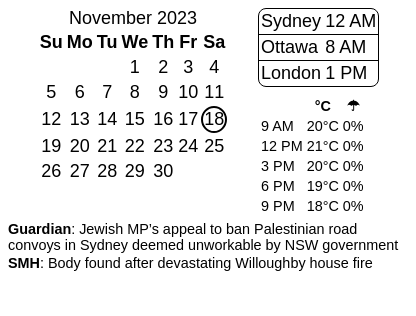 November 2023
Su Mo Tu We Th Fr Sa
1 2 3 4
5 6 7 8 9 10 11
12 13 14 15 16 17 18
19 20 21 22 23 24 25
26 27 28 29 30
Sydney 12 AM
Ottawa 8 AM
London 1 PM
°C ☂
9 AM 20°C 0%
12 PM 21°C 0%
3 PM 20°C 0%
6 PM 19°C 0%
9 PM 18°C 0%
Guardian: Jewish MP's appeal to ban Palestinian road
convoys in Sydney deemed unworkable by NSW government
SMH: Body found after devastating Willoughby house fire